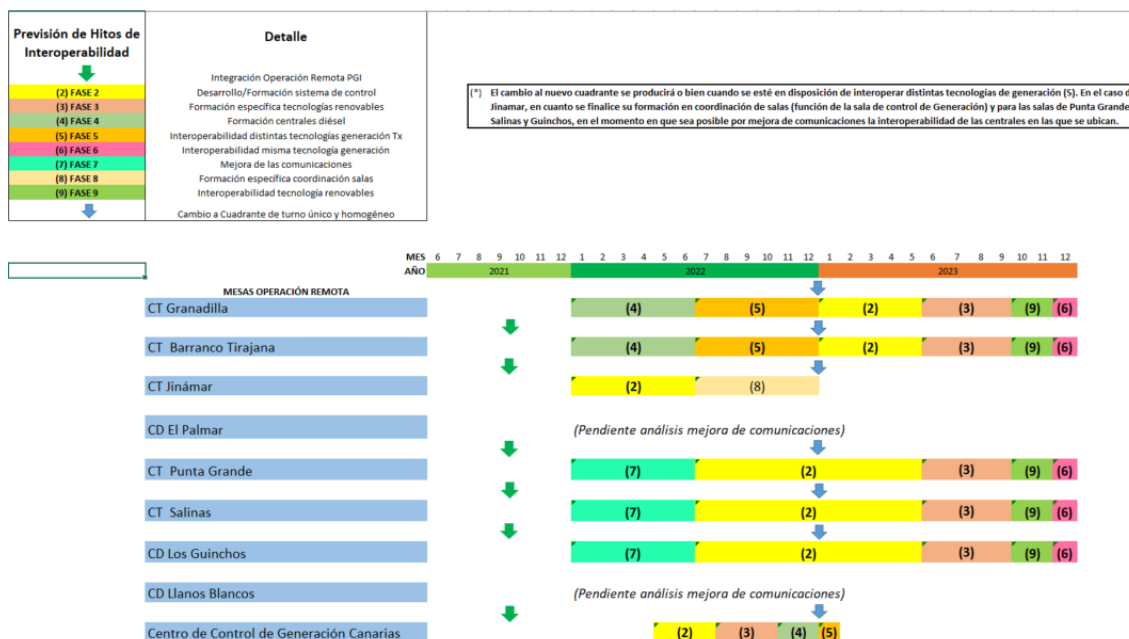 Previsión de Hitos de
Interoperabilidad
Detalle
Integración Operación Remota PGI
(2) FASE 2 Desarrollo/Formación sistema de control
(3) FASE 3 Formación específica tecnologías renovables
(4) FASE 4 Formación centrales diésel
(5) FASE 5 Interoperabilidad distintas tecnologías generación Tx
(6) FASE 6 Interoperabilidad misma tecnología generación
(7) FASE 7 Mejora de las comunicaciones
(8) FASE 8 Formación específica coordinación salas
(9) FASE 9 Interoperabilidad tecnología renovables
Cambio a Cuadrante de turno único y homogéneo
(*) El cambio al nuevo cuadrante se producirá o bien cuando se esté en disposición de interoperar distintas tecnologías de generación (5). En el caso d
Jinamar, en cuanto se finalice su formación en coordinación de salas (función de la sala de control de Generación) y para las salas de Punta Grande
Salinas y Guinchos, en el momento en que sea posible por mejora de comunicaciones la interoperabilidad de las centrales en las que se ubican.
MES 6 7 8 9 10 11 12 1 2 3 4 5 6 7 8 9 10 11 12 1 2 3 4 5 6 7 8 9 10 11 12
AÑO 2021 2022 2023
MESAS OPERACIÓN REMOTA
CT Granadilla (4) (5) (2) (3) (9) (6)
CT Barranco Tirajana (4) (5) (2) (3) (9) (6)
CT Jinámar (2) (8)
CD El Palmar (Pendiente análisis mejora de comunicaciones)
CT Punta Grande (7) (2) (3) (9) (6)
CT Salinas (7) (2) (3) (9) (6)
CD Los Guinchos (7) (2) (3) (9) (6)
CD Llanos Blancos (Pendiente análisis mejora de comunicaciones)
Centro de Control de Generación Canarias (2) (3) (4) (5)